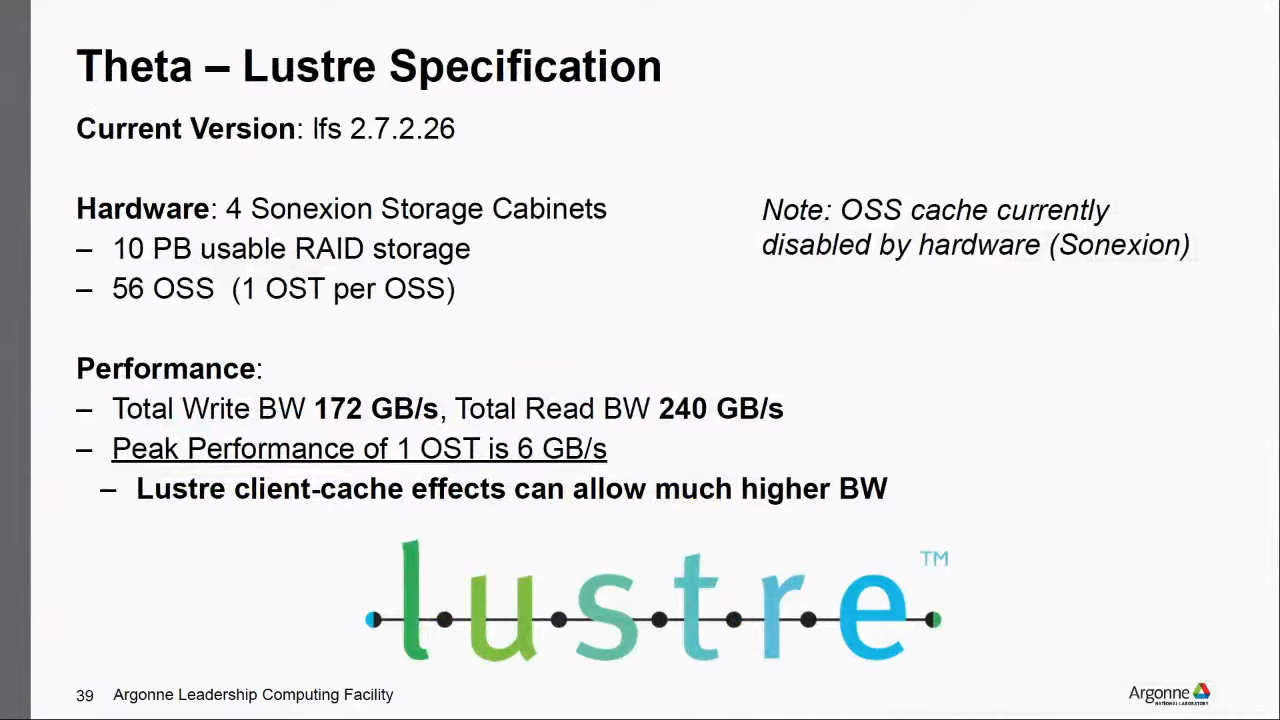 Theta – Lustre Specification
Current Version: lfs 2.7.2.26
Hardware: 4 Sonexion Storage Cabinets
– 10 PB usable RAID storage
– 56 OSS (1 OST per OSS)
Note: OSS cache currently
disabled by hardware (Sonexion)
Performance:
– Total Write BW 172 GB/s, Total Read BW 240 GB/s
– Peak Performance of 1 OST is 6 GB/s
– Lustre client-cache effects can allow much higher BW
lustre™
39 Argonne Leadership Computing Facility
Argonne
NATIONAL LABORATORY